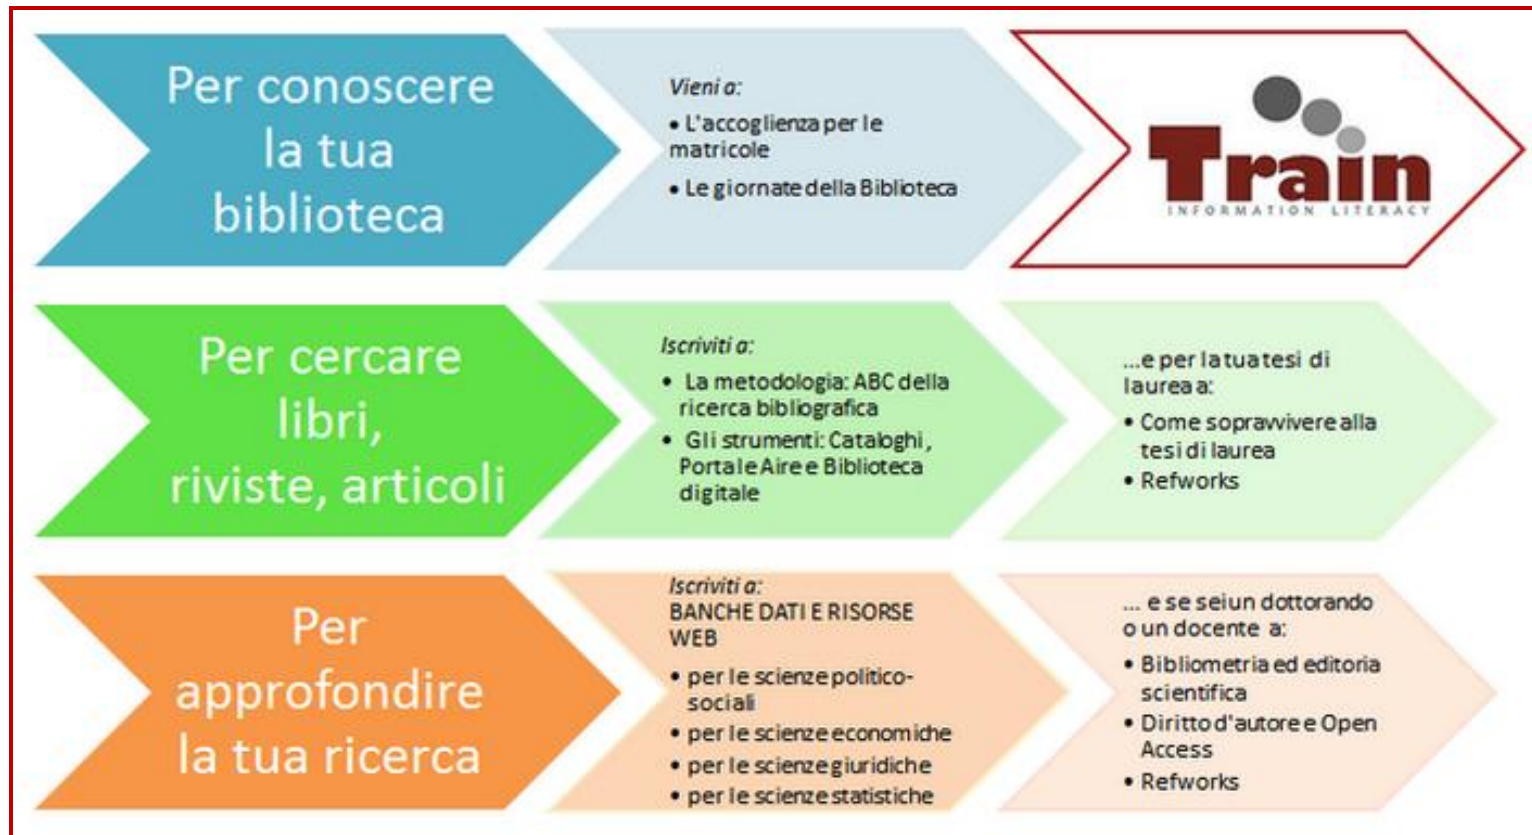 Per conoscere
la tua
biblioteca
Vieni a:
• L'accoglienza per le
matricole
• Le giornate della Biblioteca
Train
INFORMATION LITERACY
Per cercare
libri,
riviste, articoli
Iscriviti a:
• La metodologia: ABC della
ricerca bibliografica
• Gli strumenti: Cataloghi,
Portale Aire e Biblioteca
digitale
...e per la tua tesi di
laurea a:
• Come sopravvivere alla
tesi di laurea
• Refworks
Per
approfondire
la tua ricerca
Iscriviti a:
BANCHE DATI E RISORSE
WEB
• per le scienze politico-
sociali
• per le scienze economiche
• per le scienze giuridiche
• per le scienze statistiche
... e se sei un dottorando
o un docente a:
• Bibliometria ed editoria
scientifica
• Diritto d'autore e Open
Access
• Refworks